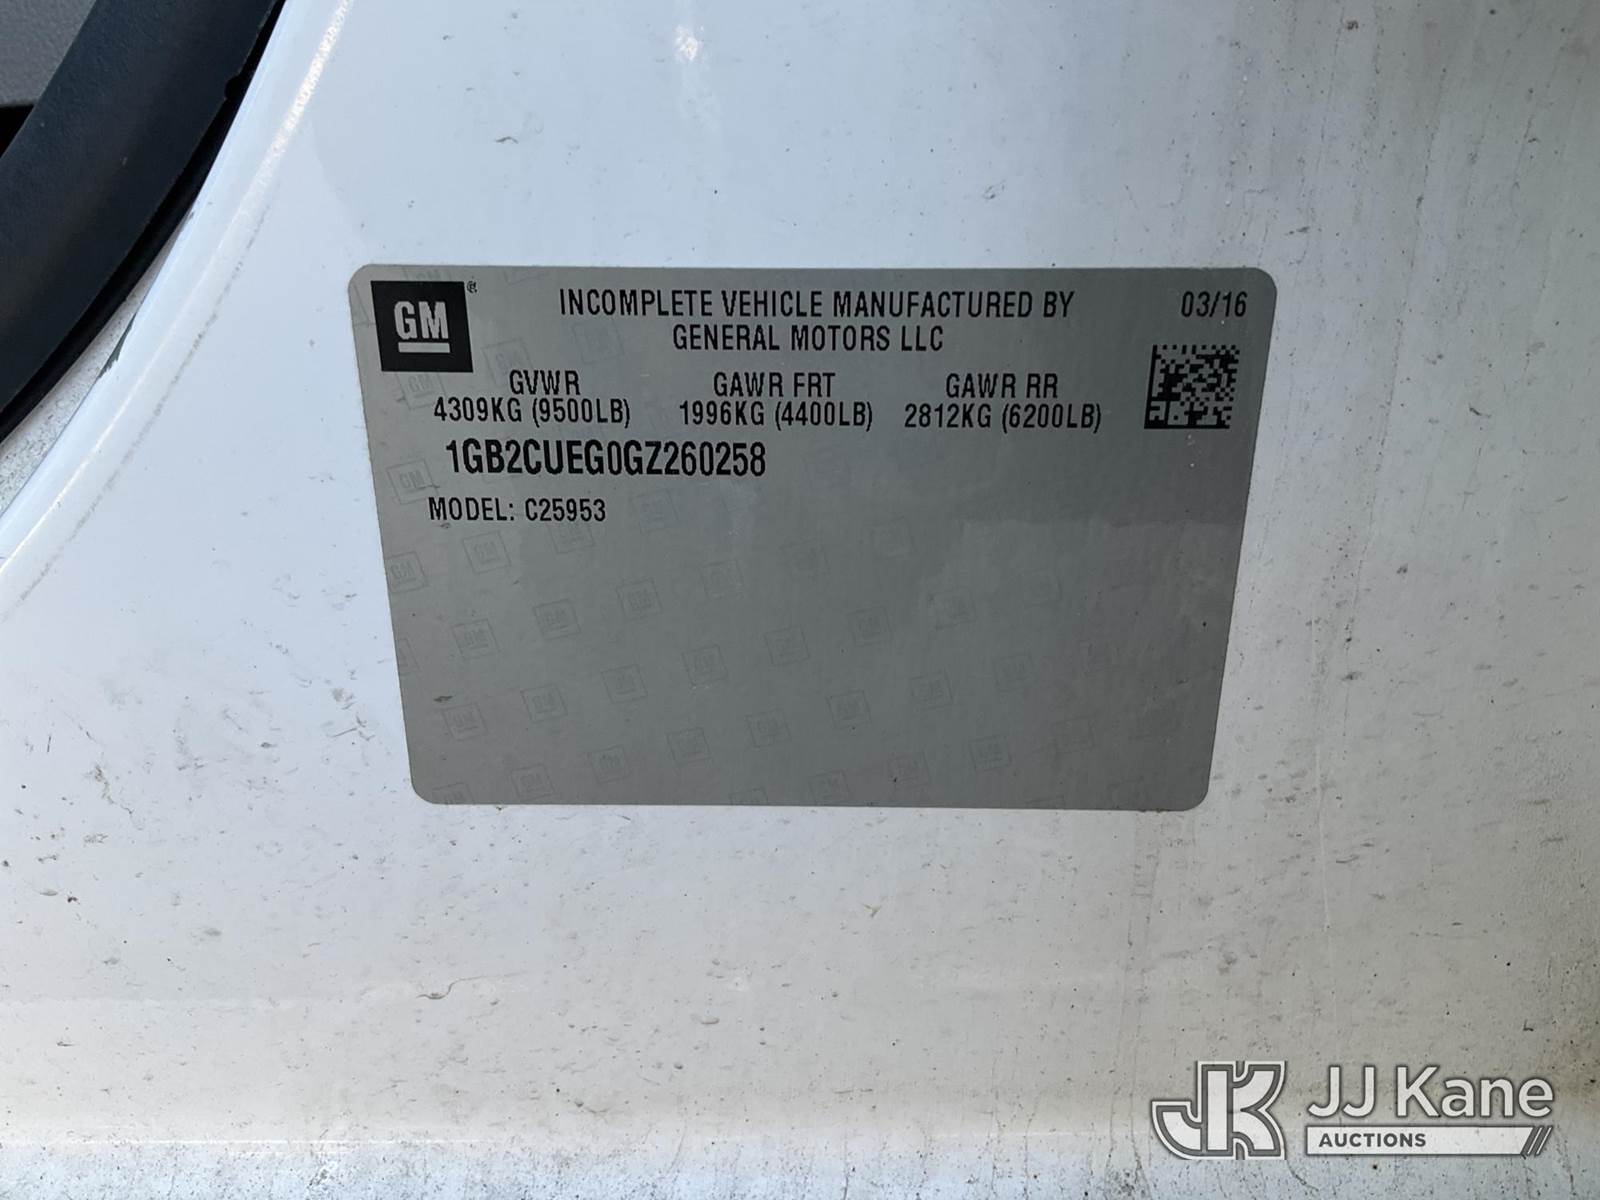 GM®
INCOMPLETE VEHICLE MANUFACTURED BY
GENERAL MOTORS LLC
03/16
GVWR GAWR FRT GAWR RR
4309KG (9500LB) 1996KG (4400LB) 2812KG (6200LB)
1GB2CUEG0GZ260258
MODEL: C25953
JK JJ Kane
AUCTIONS